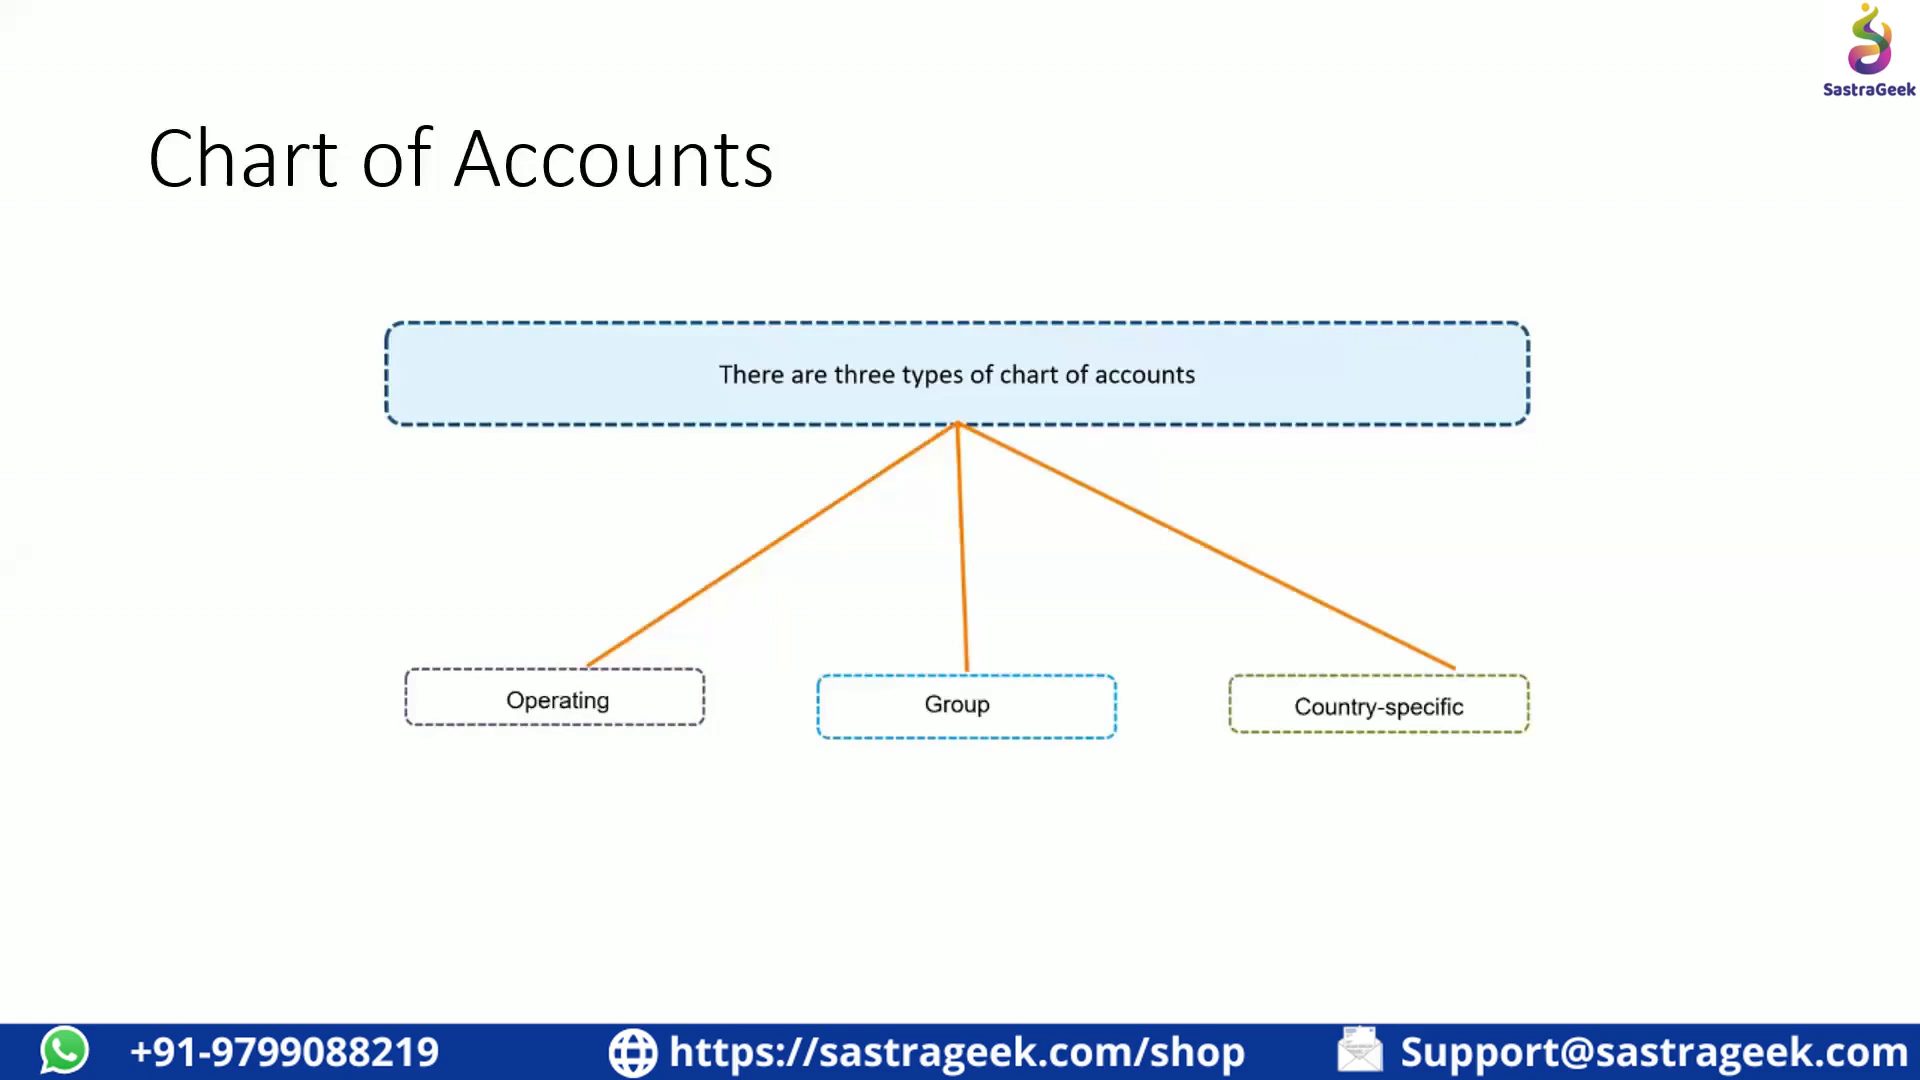 SastraGeek
Chart of Accounts
There are three types of chart of accounts
Operating
Group
Country-specific
+91-9799088219
https://sastrageek.com/shop
Support@sastrageek.com